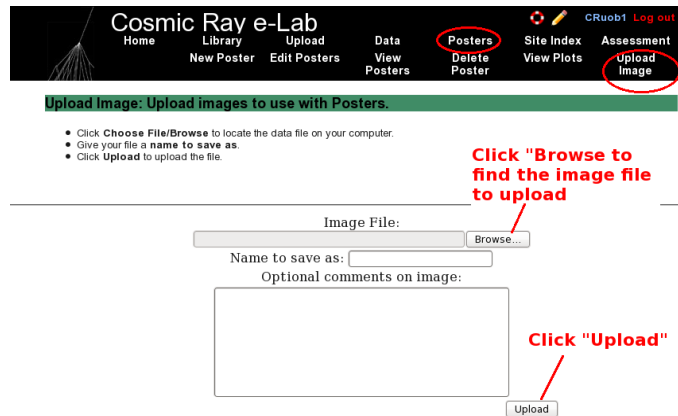 Cosmic Ray e-Lab
CRuob1 Log out
Home Library Upload Data Posters Site Index Assessment
New Poster Edit Posters View Posters Delete Poster View Plots Upload Image
Upload Image: Upload images to use with Posters.
Click Choose File/Browse to locate the data file on your computer.
Give your file a name to save as.
Click Upload to upload the file.
Click "Browse to
find the image file
to upload
Image File:
Browse...
Name to save as:
Optional comments on image:
Click "Upload"
Upload